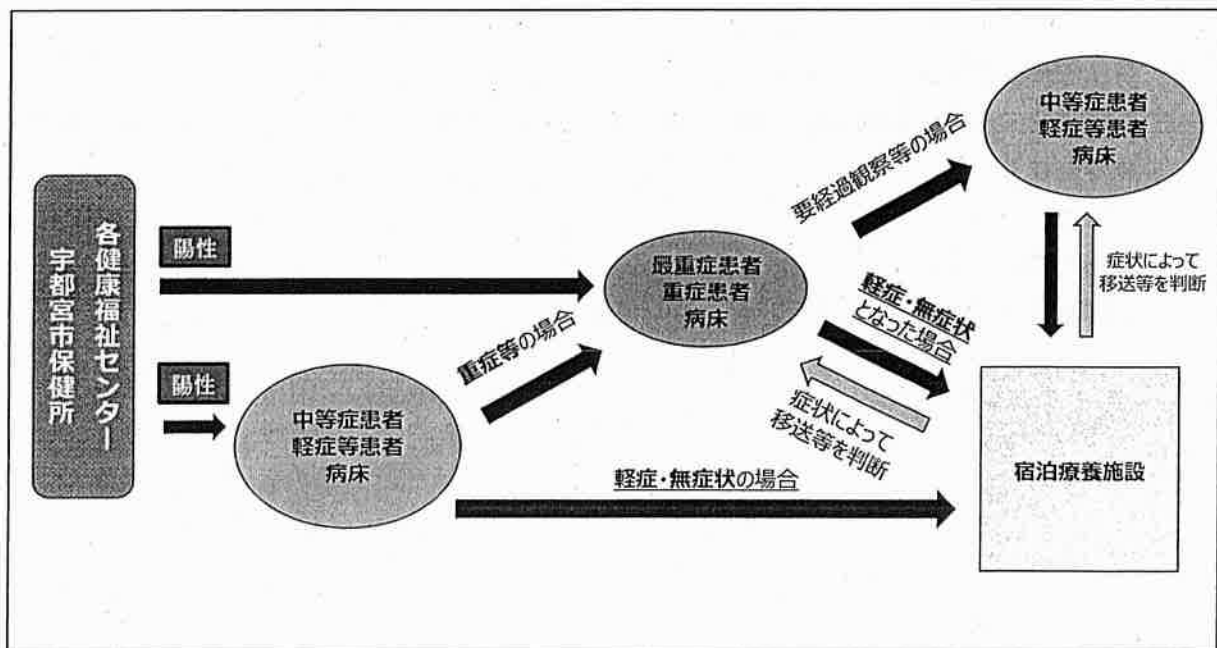 各健康福祉センター
宇都宮市保健所
陽性
陽性
中等症患者
軽症等患者
病床
重症等の場合
最重症患者
重症患者
病床
要経過観察等の場合
中等症患者
軽症等患者
病床
軽症・無症状
となった場合
症状によって
移送等を判断
症状によって
移送等を判断
軽症・無症状の場合
宿泊療養施設